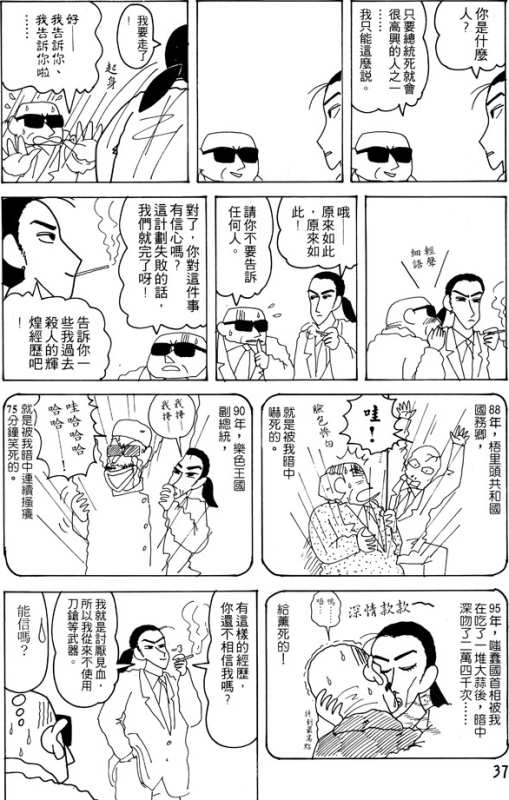 你是什麼
人？
只要總統死就會
很高興的人之一
我只能這麼說。
我要走了
！
起身
好——
我告訴你、
我告訴你啦
……
輕聲
細語
哦——
原來如此
，原來如
此！
請你不要告訴
任何人。
對了，你對這件事
有信心嗎？
這計劃失敗的話，
我們就完了呀！
告訴你一
些我過去
殺人的輝
煌經歷吧
！
88年，梧里頭共和國
國務卿，
哇！
就是被我暗中
嚇死的。
90年，樂色王國
副總統，
哇哈哈哈
哈哈！
就是被我暗中連續搔癢
75分鐘笑死的。
95年，嗑蠢國首相被我
在吃了一堆大蒜後，暗中
深吻了二萬四千次……
深情款款
給薰死的！
有這樣的經歷，
你還不相信我嗎？
我就是討厭見血，
所以我從來不使用
刀鎗等武器。
能信嗎？
37